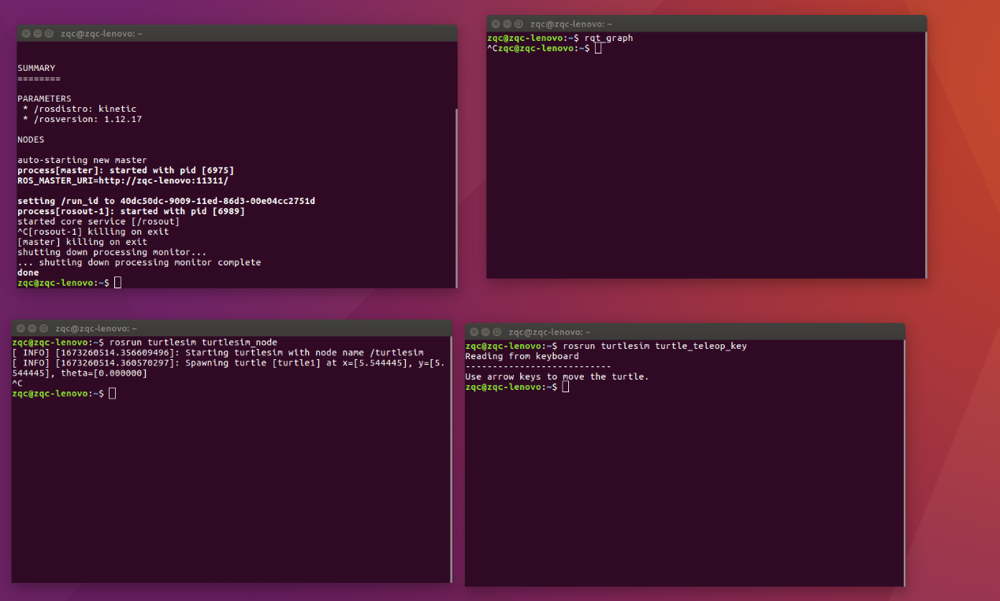 zqc@zqc-lenovo: ~
SUMMARY
========
PARAMETERS
* /rosdistro: kinetic
* /rosversion: 1.12.17
NODES
auto-starting new master
process[master]: started with pid [6975]
ROS_MASTER_URI=http://zqc-lenovo:11311/
setting /run_id to 40dc50dc-9009-11ed-86d3-00e04cc2751d
process[rosout-1]: started with pid [6989]
started core service [/rosout]
^C[rosout-1] killing on exit
[master] killing on exit
shutting down processing monitor...
... shutting down processing monitor complete
done
zqc@zqc-lenovo:~$
zqc@zqc-lenovo: ~
zqc@zqc-lenovo:~$ rqt_graph
^Czqc@zqc-lenovo:~$
zqc@zqc-lenovo: ~
zqc@zqc-lenovo:~$ rosrun turtlesim turtlesim_node
[ INFO] [1673260514.356609496]: Starting turtlesim with node name /turtlesim
[ INFO] [1673260514.360570297]: Spawning turtle [turtle1] at x=[5.544445], y=[5.
544445], theta=[0.000000]
^C
zqc@zqc-lenovo:~$
zqc@zqc-lenovo: ~
zqc@zqc-lenovo:~$ rosrun turtlesim turtle_teleop_key
Reading from keyboard
---------------------------
Use arrow keys to move the turtle.
zqc@zqc-lenovo:~$